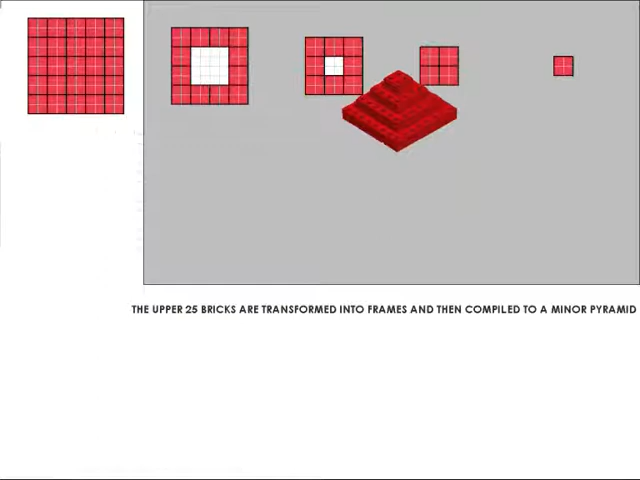 THE UPPER 25 BRICKS ARE TRANSFORMED INTO FRAMES AND THEN COMPILED TO A MINOR PYRAMID